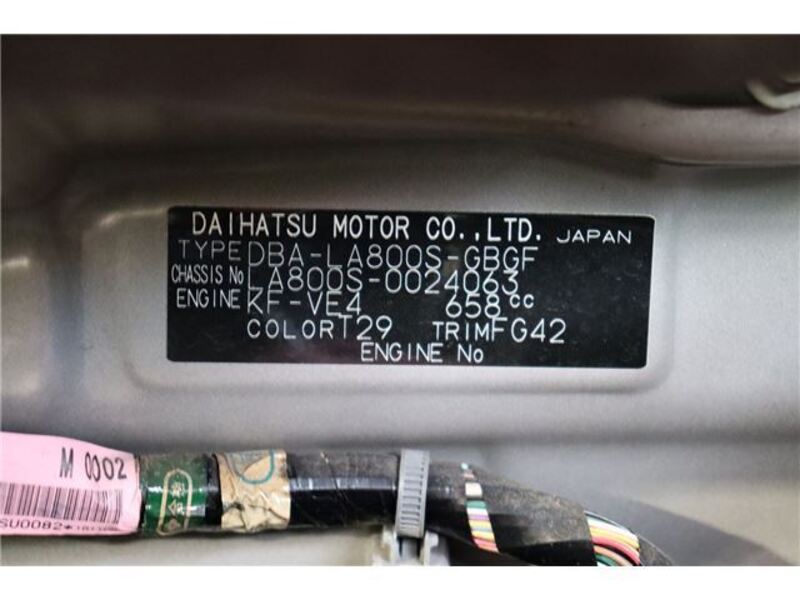 DAIHATSU MOTOR CO.,LTD. JAPAN
TYPE DBA-LA800S-GBGF
CHASSIS No LA800S-0024063
ENGINE KF-VE4 658cc
COLOR T29 TRIM FG42
ENGINE No
M 0002
SU0082*